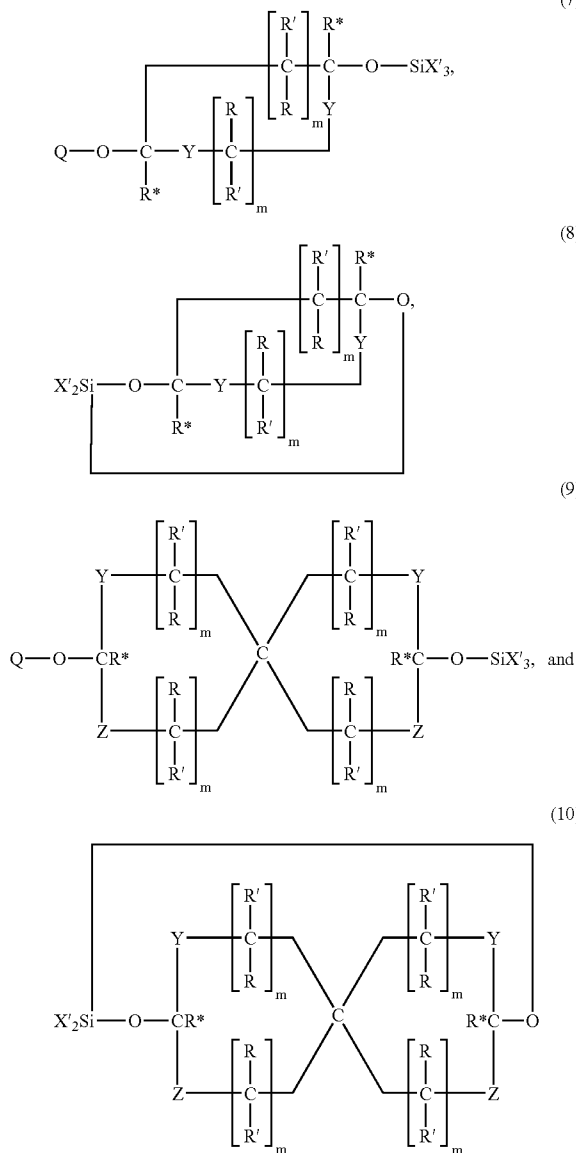 (7
R' R*
C C O SiX'₃,
R m Y
R
Q O C Y C
R* R' m
(8
R' R*
C C O,
R m Y
R
X'₂Si O C Y C
R* R' m
(9
R' R'
Y C C Y
R m R m
Q O CR* C R*C O SiX'₃, and
R R
Z C C Z
R' m R' m
(10
R' R'
Y C C Y
R m R m
X'₂Si O CR* C R*C O
R R
Z C C Z
R' m R' m